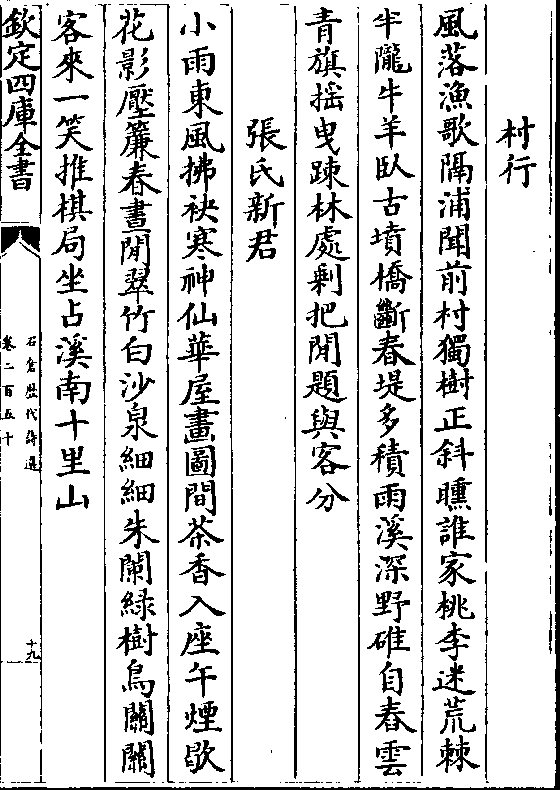 村行
風落漁歌隔浦聞前村獨樹正斜曛誰家桃李迷荒棘
半隴牛羊臥古墳橋斷春堤多積雨溪深野碓自舂雲
青旗揺曵踈林處剰把閒題與客分
張氏新居
小雨東風拂袂寒神仙華屋畫圖間茶香入座午煙歇
花影壓簾春晝閒翠竹白沙泉細細朱闌緑樹鳥關關
客來一笑推棋局坐占溪南十里山
欽定四庫全書
石倉歴代詩選
卷二百五十
十九